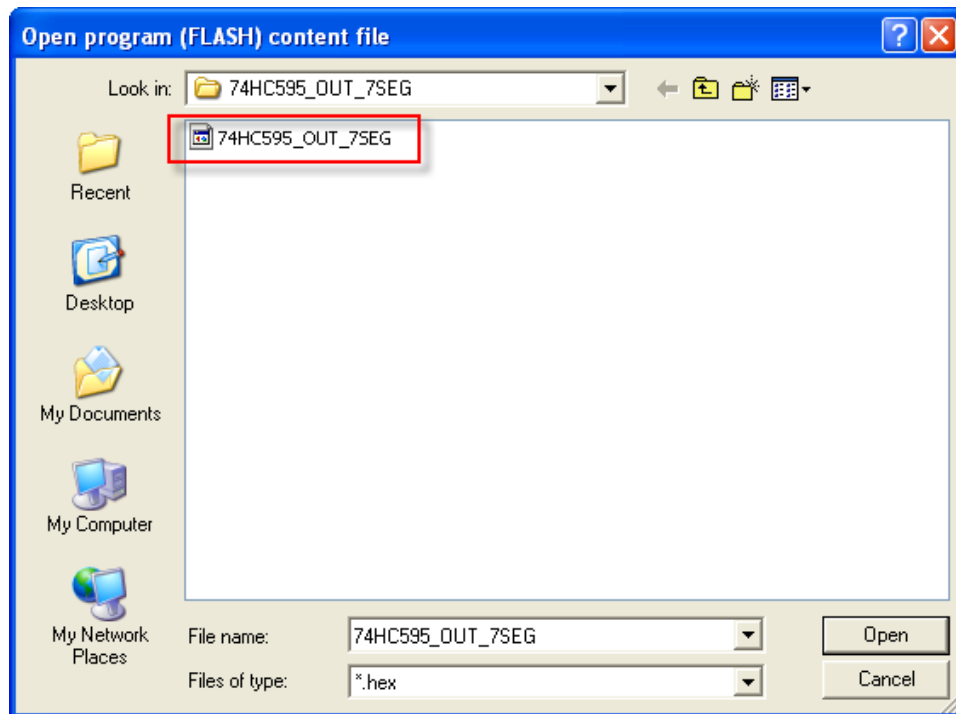 Open program (FLASH) content file
Look in:
74HC595_OUT_7SEG
74HC595_OUT_7SEG
Recent
Desktop
My Documents
My Computer
My Network
Places
File name:
74HC595_OUT_7SEG
Open
Files of type:
*.hex
Cancel